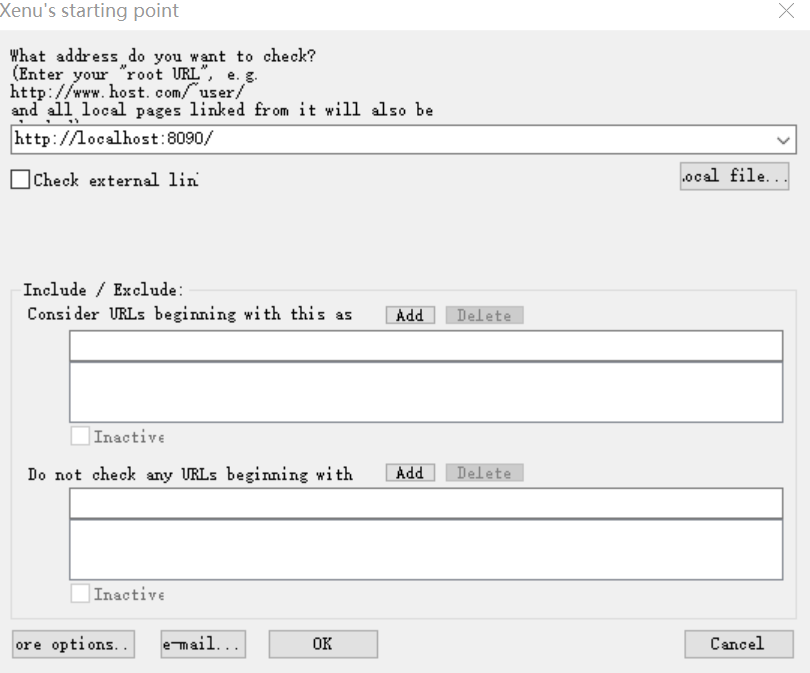 Xenu's starting point
What address do you want to check?
(Enter your "root URL", e.g.
http://www.host.com/~user/
and all local pages linked from it will also be
http://localhost:8090/
Check external lin
ocal file...
Include / Exclude:
Consider URLs beginning with this as
Add
Delete
Inactive
Do not check any URLs beginning with
Add
Delete
Inactive
ore options..
e-mail...
OK
Cancel